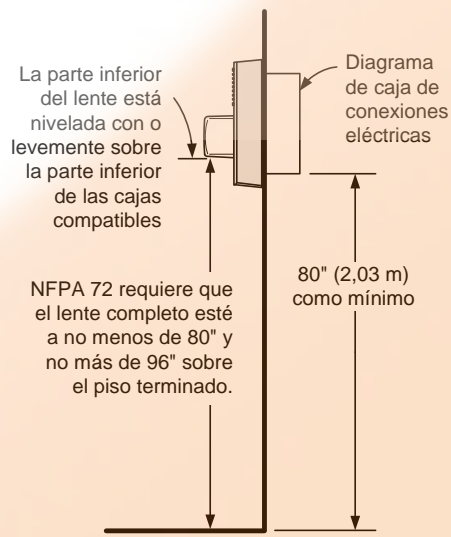 La parte inferior
del lente está
nivelada con o
levemente sobre
la parte inferior
de las cajas
compatibles
Diagrama
de caja de
conexiones
eléctricas
NFPA 72 requiere que
el lente completo esté
a no menos de 80" y
no más de 96" sobre
el piso terminado.
80" (2,03 m)
como mínimo